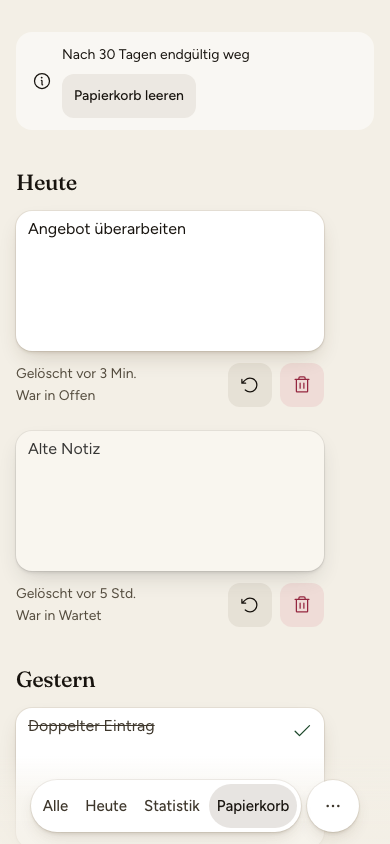 Nach 30 Tagen endgültig weg
Papierkorb leeren
Heute
Angebot überarbeiten
Gelöscht vor 3 Min.
War in Offen
Alte Notiz
Gelöscht vor 5 Std.
War in Wartet
Gestern
Doppelter Eintrag
Alle Heute Statistik Papierkorb